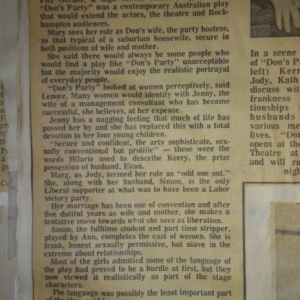 "Don's Party" was a contemporary Australian play
that would extend the actors, the theatre and Rock-
hampton audiences.
Mary sees her role as Don's wife, the party hostess,
as that typical of a suburban housewife, secure in
both positions of wife and mother.
She said there would always be some people who
would find a play like "Don's Party" unacceptable
but the majority would enjoy the realistic portrayal
of everyday people.
"Don's Party" looked at women perceptively, said
Lenore. Many women would identify with Jenny, the
wife of a management consultant who has become
successful, she believes, at her expense.
Jenny has a nagging feeling that much of life has
passed her by and she has replaced this with a total
devotion to her four young children.
"Secure and confident, the arts sophisticate, sex-
ually conventional but prolific" — these were the
words Hilarie used to describe Kerry, the prize
possession of husband, Evan.
Marg, as Jody, termed her role as "odd one out."
She, along with her husband, Simon, is the only
Liberal supporter at what was to have been a Labor
victory party.
Her marriage has been one of convention and after
five dutiful years as wife and mother, she makes a
tentative move towards what she sees as liberation.
Susan, the fulltime student and part time stripper,
played by Ann, completes the cast of women. She is
frank, honest sexually permissive, but naive in the
extreme about relationships.
Most of the girls admitted some of the language of
the play had proved to be a hurdle at first, but they
now viewed it realistically as part of the stage
characters.
The language was possibly the least important part
In a scene
of "Don's P
left) Kerr
Jody, Kath
discuss with
frankness
tionships
husbands
various m
lives. "Do
opens at
Theatre at
and will r
night